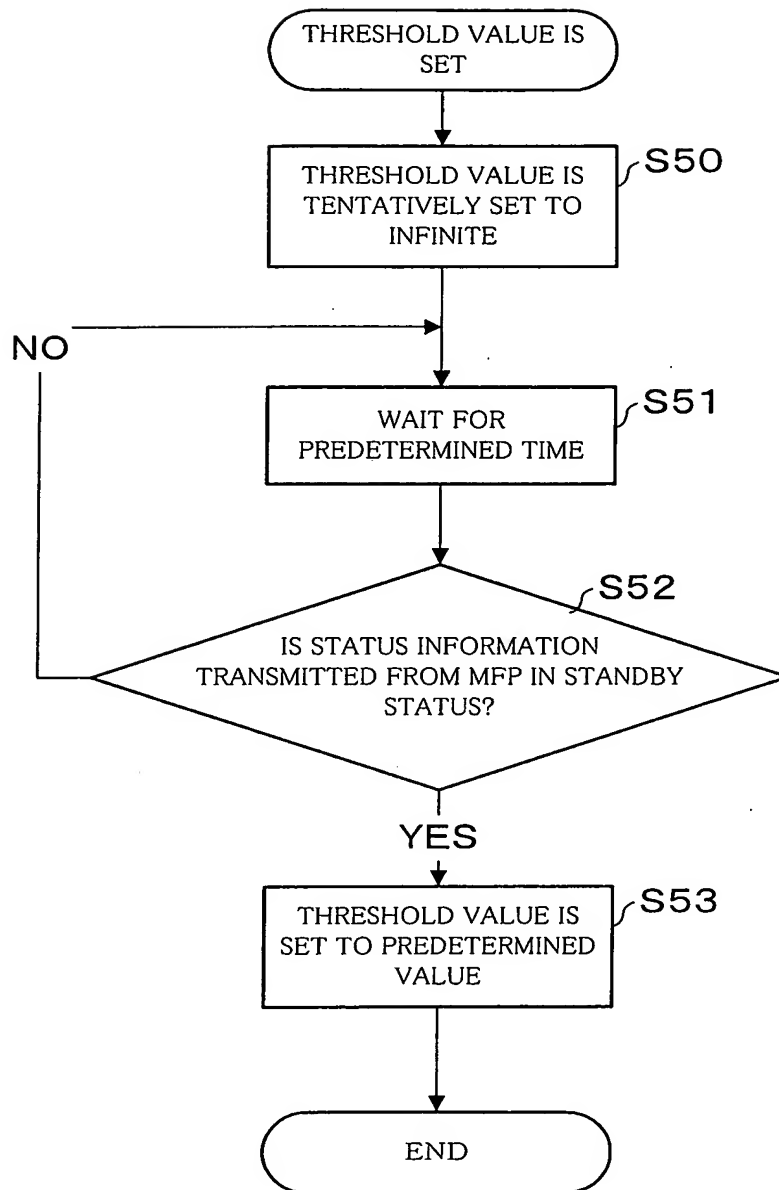 THRESHOLD VALUE IS
SET
THRESHOLD VALUE IS
TENTATIVELY SET TO
INFINITE
S50
NO
WAIT FOR
PREDETERMINED TIME
S51
S52
IS STATUS INFORMATION
TRANSMITTED FROM MFP IN STANDBY
STATUS?
YES
THRESHOLD VALUE IS
SET TO PREDETERMINED
VALUE
S53
END